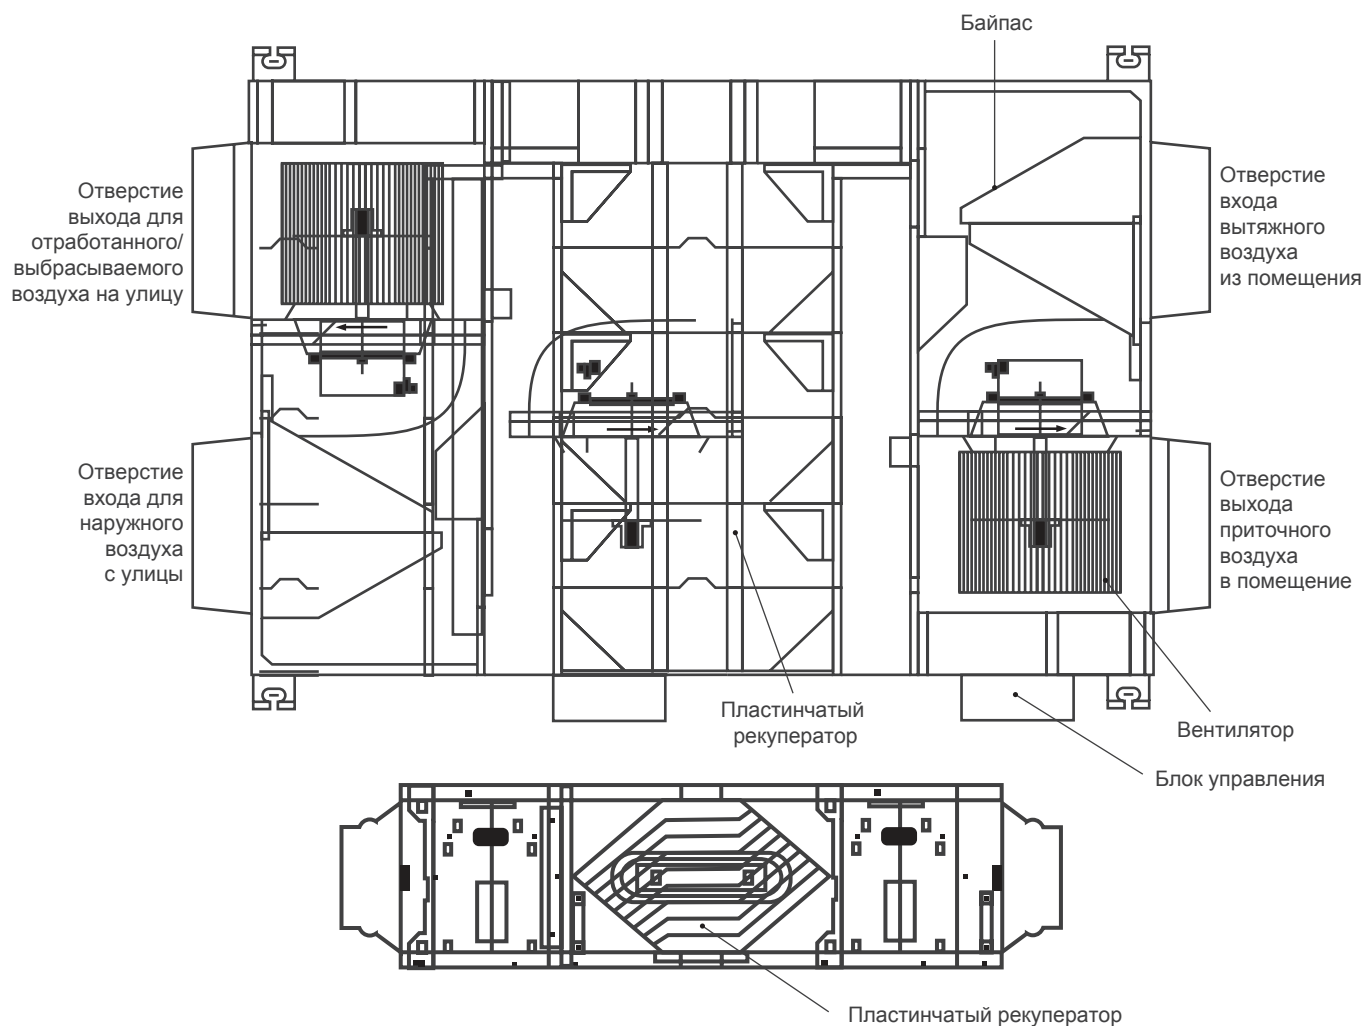 Байпас
Отверстие
выхода для
отработанного/
выбрасываемого
воздуха на улицу
Отверстие
входа
вытяжного
воздуха
из помещения
Отверстие
входа для
наружного
воздуха
с улицы
Отверстие
выхода
приточного
воздуха
в помещение
Пластинчатый
рекуператор
Вентилятор
Блок управления
Пластинчатый рекуператор